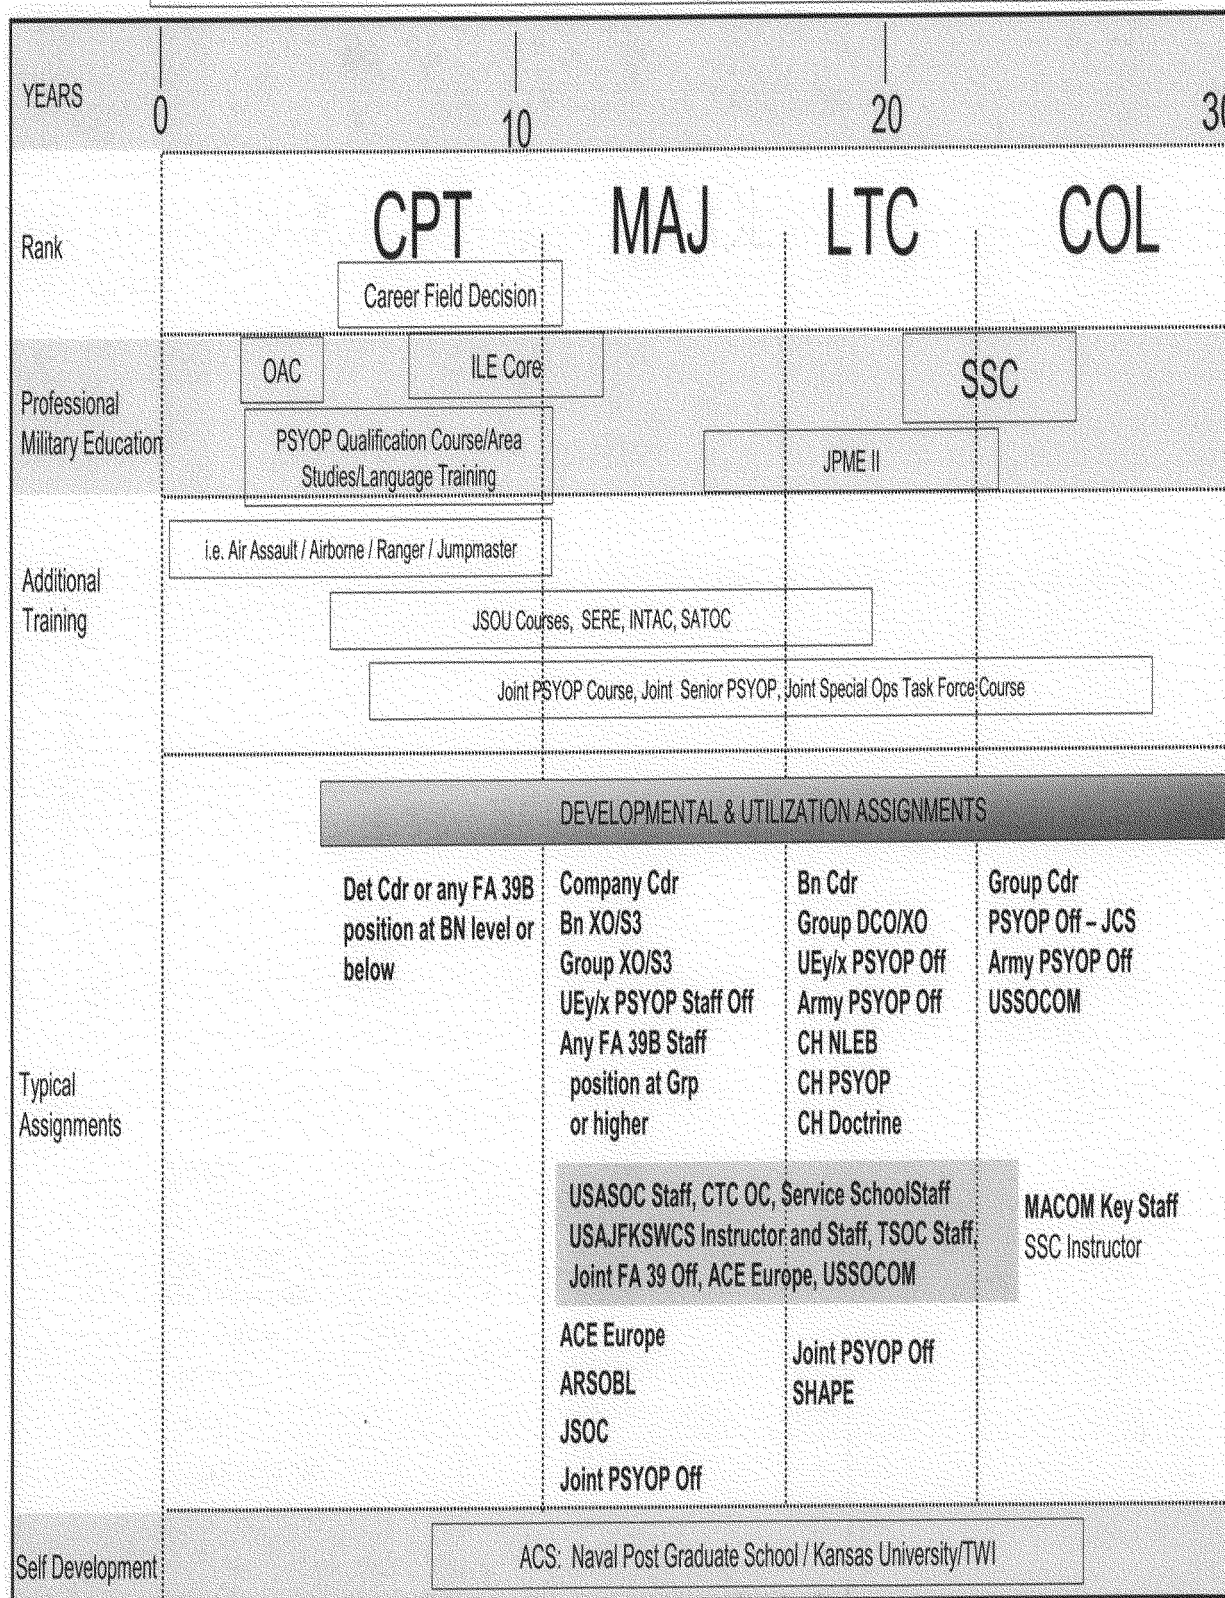 YEARS
0
10
20
30
Rank
CPT
MAJ
LTC
COL
Career Field Decision
Professional
Military Education
OAC
ILE Core
SSC
PSYOP Qualification Course/Area
Studies/Language Training
JPME II
Additional
Training
i.e. Air Assault / Airborne / Ranger / Jumpmaster
JSOU Courses, SERE, INTAC, SATOC
Joint PSYOP Course, Joint Senior PSYOP, Joint Special Ops Task Force Course
DEVELOPMENTAL & UTILIZATION ASSIGNMENTS
Typical
Assignments
Det Cdr or any FA 39B
position at BN level or
below
Company Cdr
Bn XO/S3
Group XO/S3
UEy/x PSYOP Staff Off
Any FA 39B Staff
position at Grp
or higher
Bn Cdr
Group DCO/XO
UEy/x PSYOP Off
Army PSYOP Off
CH NLEB
CH PSYOP
CH Doctrine
Group Cdr
PSYOP Off – JCS
Army PSYOP Off
USSOCOM
USASOC Staff, CTC OC, Service SchoolStaff
USAJFKSWCS Instructor and Staff, TSOC Staff,
Joint FA 39 Off, ACE Europe, USSOCOM
MACOM Key Staff
SSC Instructor
ACE Europe
ARSOBL
JSOC
Joint PSYOP Off
Joint PSYOP Off
SHAPE
Self Development
ACS: Naval Post Graduate School / Kansas University/TWI